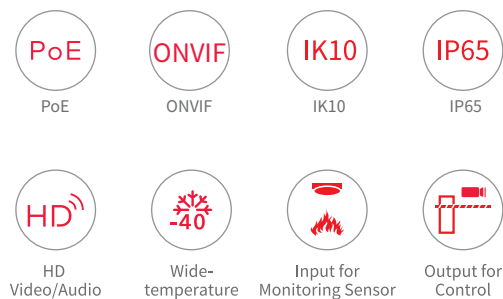 PoE ONVIF IK10 IP65
PoE ONVIF IK10 IP65
HD -40
HD Wide- Input for Output for
Video/Audio temperature Monitoring Sensor Control